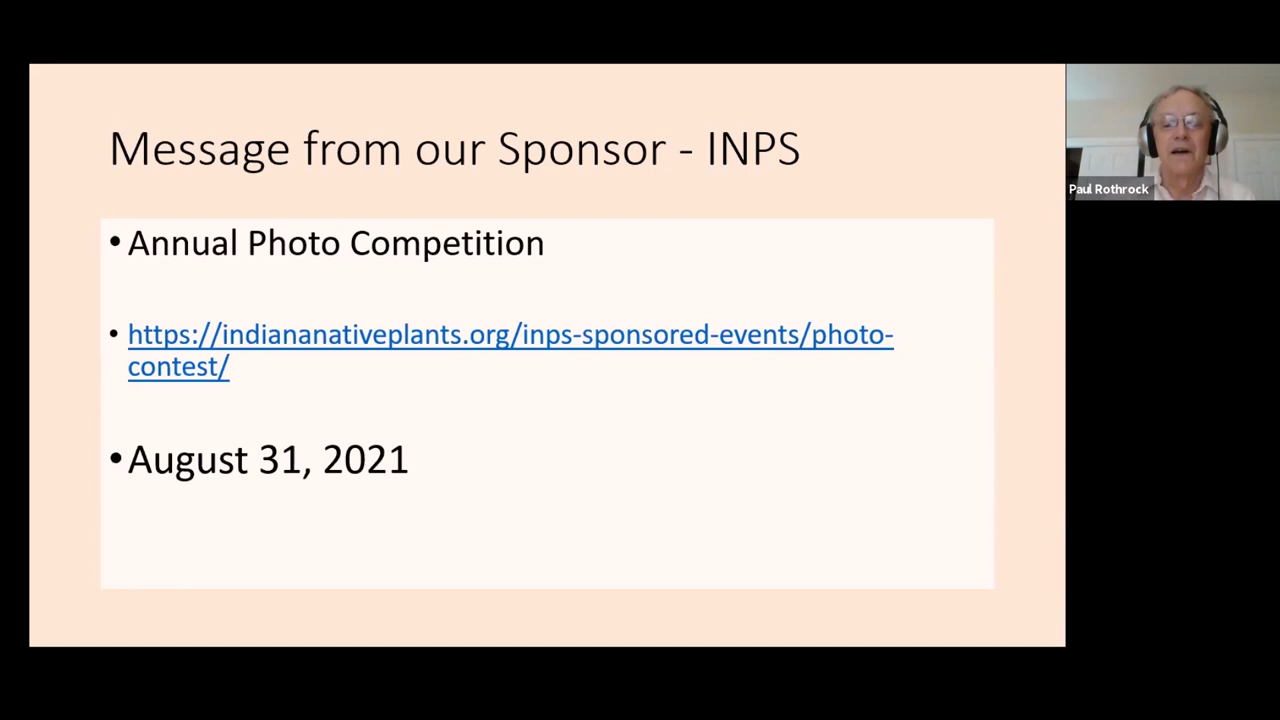 Message from our Sponsor - INPS
• Annual Photo Competition
• https://indiananativeplants.org/inps-sponsored-events/photo-
contest/
• August 31, 2021
Paul Rothrock